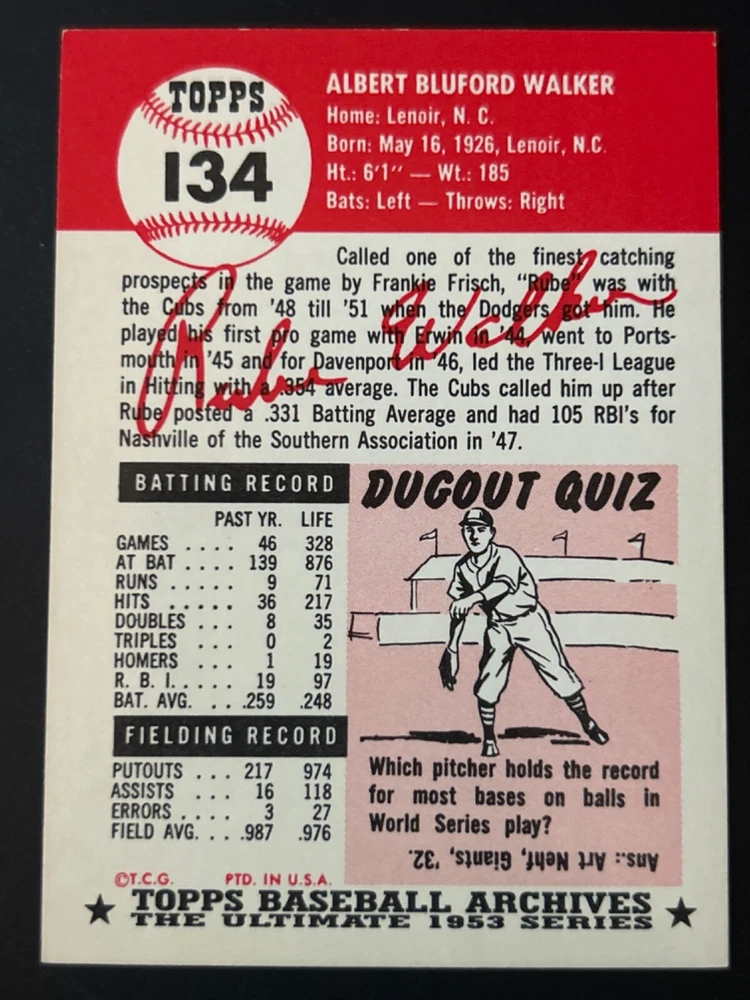 TOPPS
134
ALBERT BLUFORD WALKER
Home: Lenoir, N. C.
Born: May 16, 1926, Lenoir, N.C.
Ht.: 6'1" — Wt.: 185
Bats: Left — Throws: Right
Called one of the finest catching
prospects in the game by Frankie Frisch, "Rube" was with
the Cubs from '48 till '51 when the Dodgers got him. He
played his first pro game with Erwin in '44, went to Ports-
mouth in '45 and for Davenport in '46, led the Three-I League
in Hitting with a .354 average. The Cubs called him up after
Rube posted a .331 Batting Average and had 105 RBI's for
Nashville of the Southern Association in '47.
Rube Walker
BATTING RECORD
PAST YR. LIFE
GAMES .... 46 328
AT BAT .... 139 876
RUNS .... 9 71
HITS ..... 36 217
DOUBLES .... 8 35
TRIPLES .... 0 2
HOMERS .... 1 19
R. B. I..... 19 97
BAT. AVG. ... .259 .248
FIELDING RECORD
PUTOUTS ... 217 974
ASSISTS .... 16 118
ERRORS .... 3 27
FIELD AVG. ... .987 .976
DUGOUT QUIZ
Which pitcher holds the record
for most bases on balls in
World Series play?
Ans.: Art Nehf, Giants, '32.
©T.C.G. PTD. IN U.S.A.
★ TOPPS BASEBALL ARCHIVES ★
THE ULTIMATE 1953 SERIES